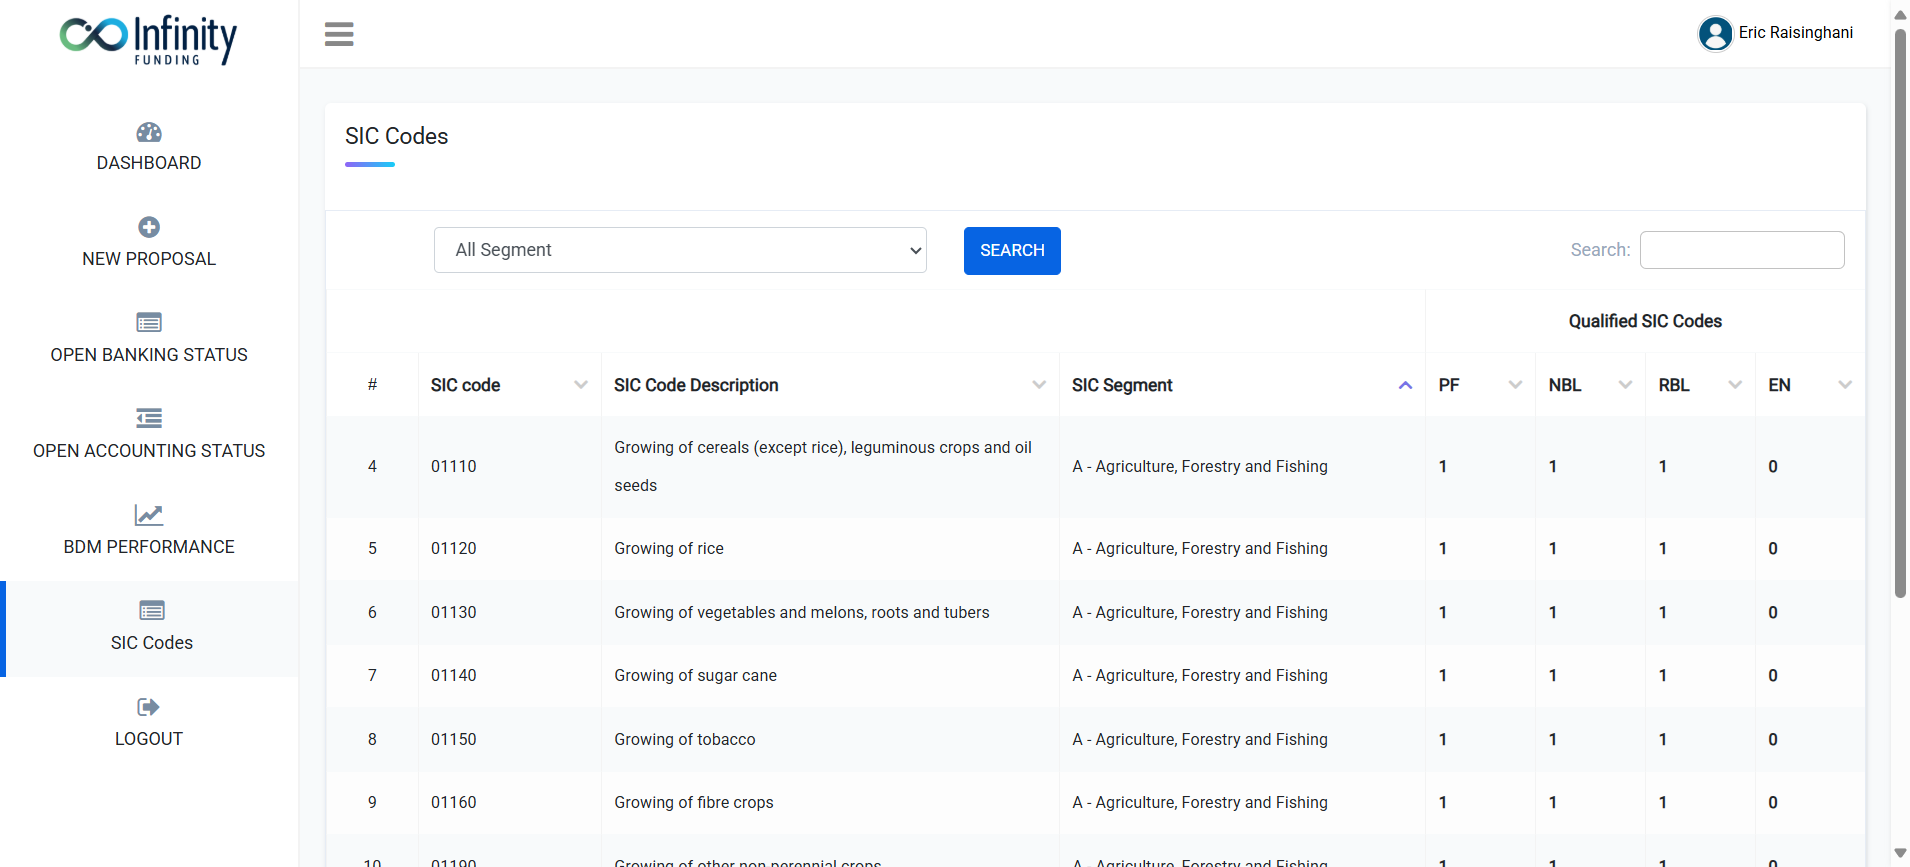 Infinity
FUNDING
Eric Raisinghani
DASHBOARD
NEW PROPOSAL
OPEN BANKING STATUS
OPEN ACCOUNTING STATUS
BDM PERFORMANCE
SIC Codes
LOGOUT
SIC Codes
All Segment
SEARCH
Search:
Qualified SIC Codes
# SIC code SIC Code Description SIC Segment PF NBL RBL EN
4 01110 Growing of cereals (except rice), leguminous crops and oil seeds A - Agriculture, Forestry and Fishing 1 1 1 0
5 01120 Growing of rice A - Agriculture, Forestry and Fishing 1 1 1 0
6 01130 Growing of vegetables and melons, roots and tubers A - Agriculture, Forestry and Fishing 1 1 1 0
7 01140 Growing of sugar cane A - Agriculture, Forestry and Fishing 1 1 1 0
8 01150 Growing of tobacco A - Agriculture, Forestry and Fishing 1 1 1 0
9 01160 Growing of fibre crops A - Agriculture, Forestry and Fishing 1 1 1 0
10 01190 Growing of other non perennial crops A - Agriculture, Forestry and Fishing 1 1 1 0